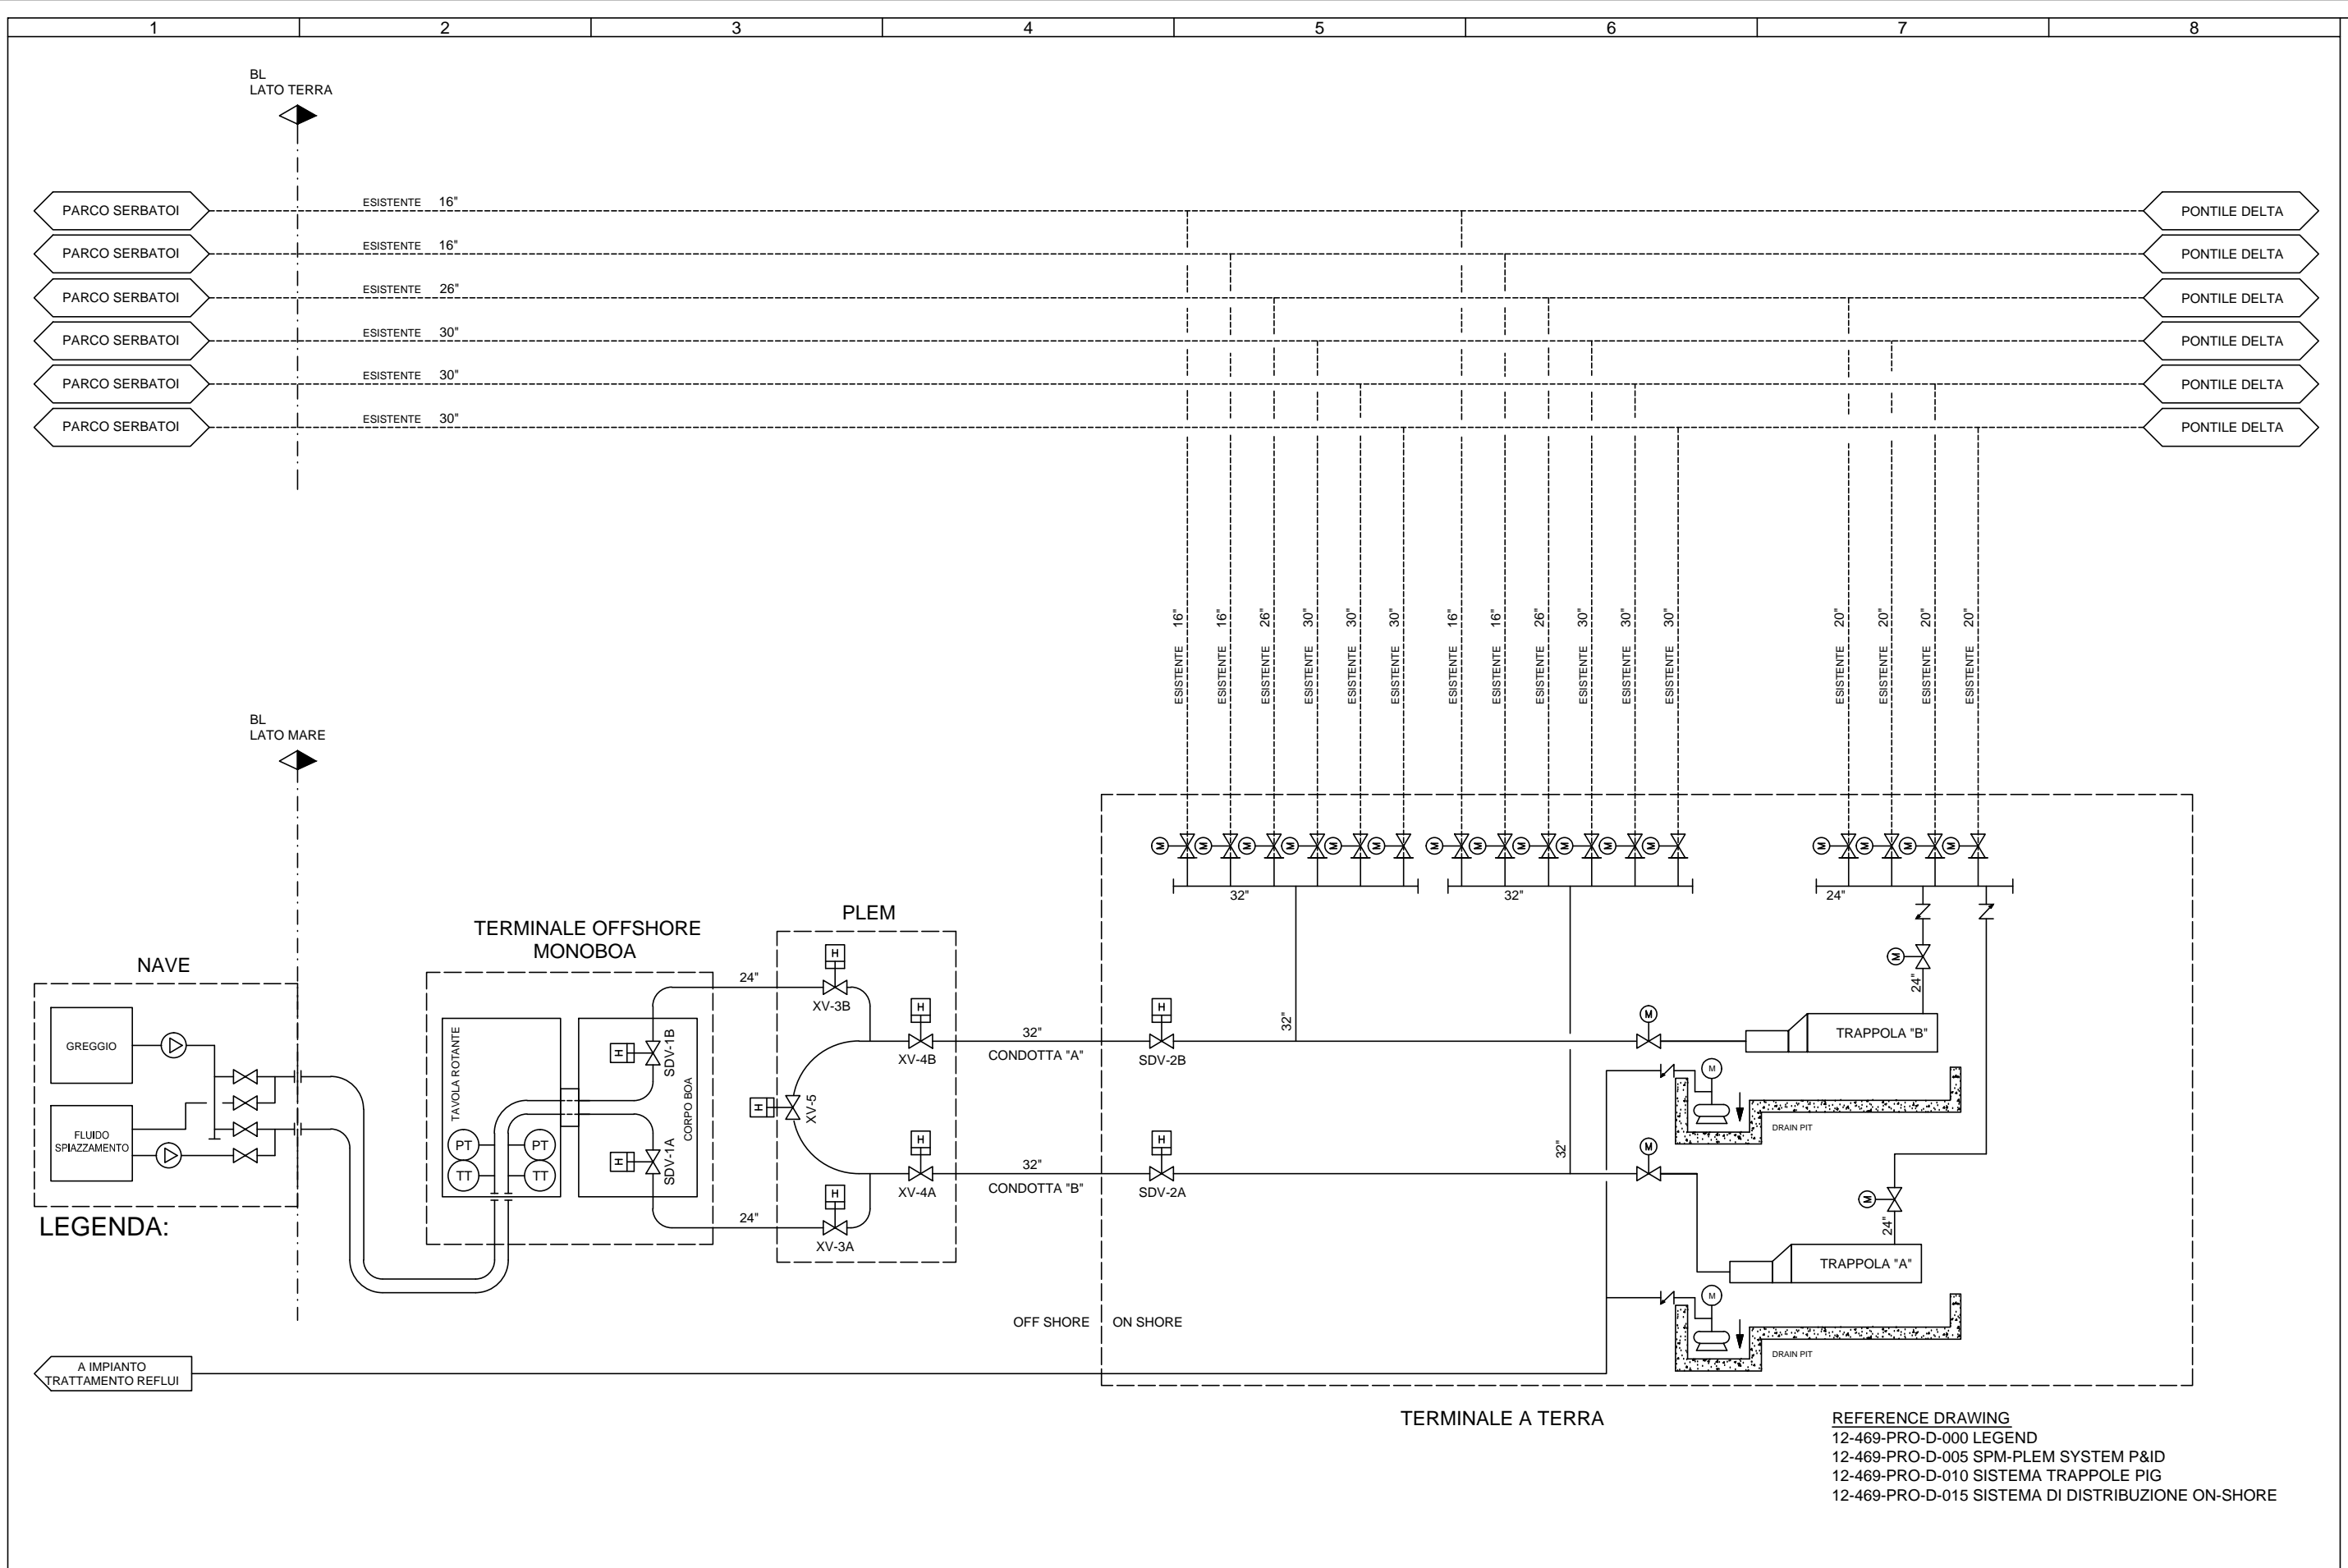 1 2 3 4 5 6 7 8
BL
LATO TERRA
PARCO SERBATOI ESISTENTE 16" PONTILE DELTA
PARCO SERBATOI ESISTENTE 16" PONTILE DELTA
PARCO SERBATOI ESISTENTE 26" PONTILE DELTA
PARCO SERBATOI ESISTENTE 30" PONTILE DELTA
PARCO SERBATOI ESISTENTE 30" PONTILE DELTA
PARCO SERBATOI ESISTENTE 30" PONTILE DELTA
ESISTENTE 16"
ESISTENTE 16"
ESISTENTE 26"
ESISTENTE 30"
ESISTENTE 30"
ESISTENTE 30"
ESISTENTE 16"
ESISTENTE 16"
ESISTENTE 26"
ESISTENTE 30"
ESISTENTE 30"
ESISTENTE 30"
ESISTENTE 20"
ESISTENTE 20"
ESISTENTE 20"
ESISTENTE 20"
BL
LATO MARE
M M M M M M M M M M M M M M M M
32" 32" 24"
NAVE
GREGGIO
FLUIDO
SPIAZZAMENTO
LEGENDA:
TERMINALE OFFSHORE
MONOBOA
TAVOLA ROTANTE
PT PT
TT TT
CORPO BOA
H SDV-1B
H SDV-1A
24"
24"
PLEM
H
XV-3B
H
XV-4B
H XV-5
H
XV-4A
H
XV-3A
32"
CONDOTTA "A"
32"
CONDOTTA "B"
H
SDV-2B
H
SDV-2A
32"
32"
M
M
24"
TRAPPOLA "B"
M
DRAIN PIT
M
M
24"
TRAPPOLA "A"
M
DRAIN PIT
OFF SHORE ON SHORE
A IMPIANTO
TRATTAMENTO REFLUI
TERMINALE A TERRA
REFERENCE DRAWING
12-469-PRO-D-000 LEGEND
12-469-PRO-D-005 SPM-PLEM SYSTEM P&ID
12-469-PRO-D-010 SISTEMA TRAPPOLE PIG
12-469-PRO-D-015 SISTEMA DI DISTRIBUZIONE ON-SHORE